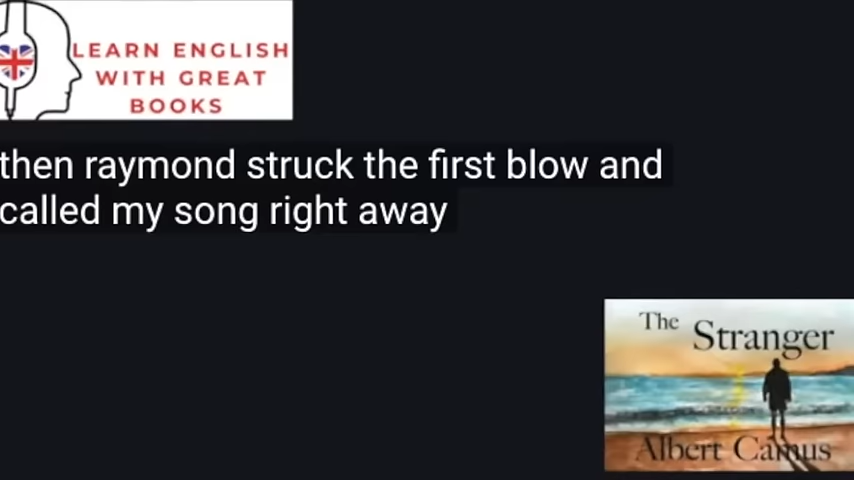 LEARN ENGLISH
WITH GREAT
BOOKS
then raymond struck the first blow and
called my song right away
The Stranger
Albert Camus